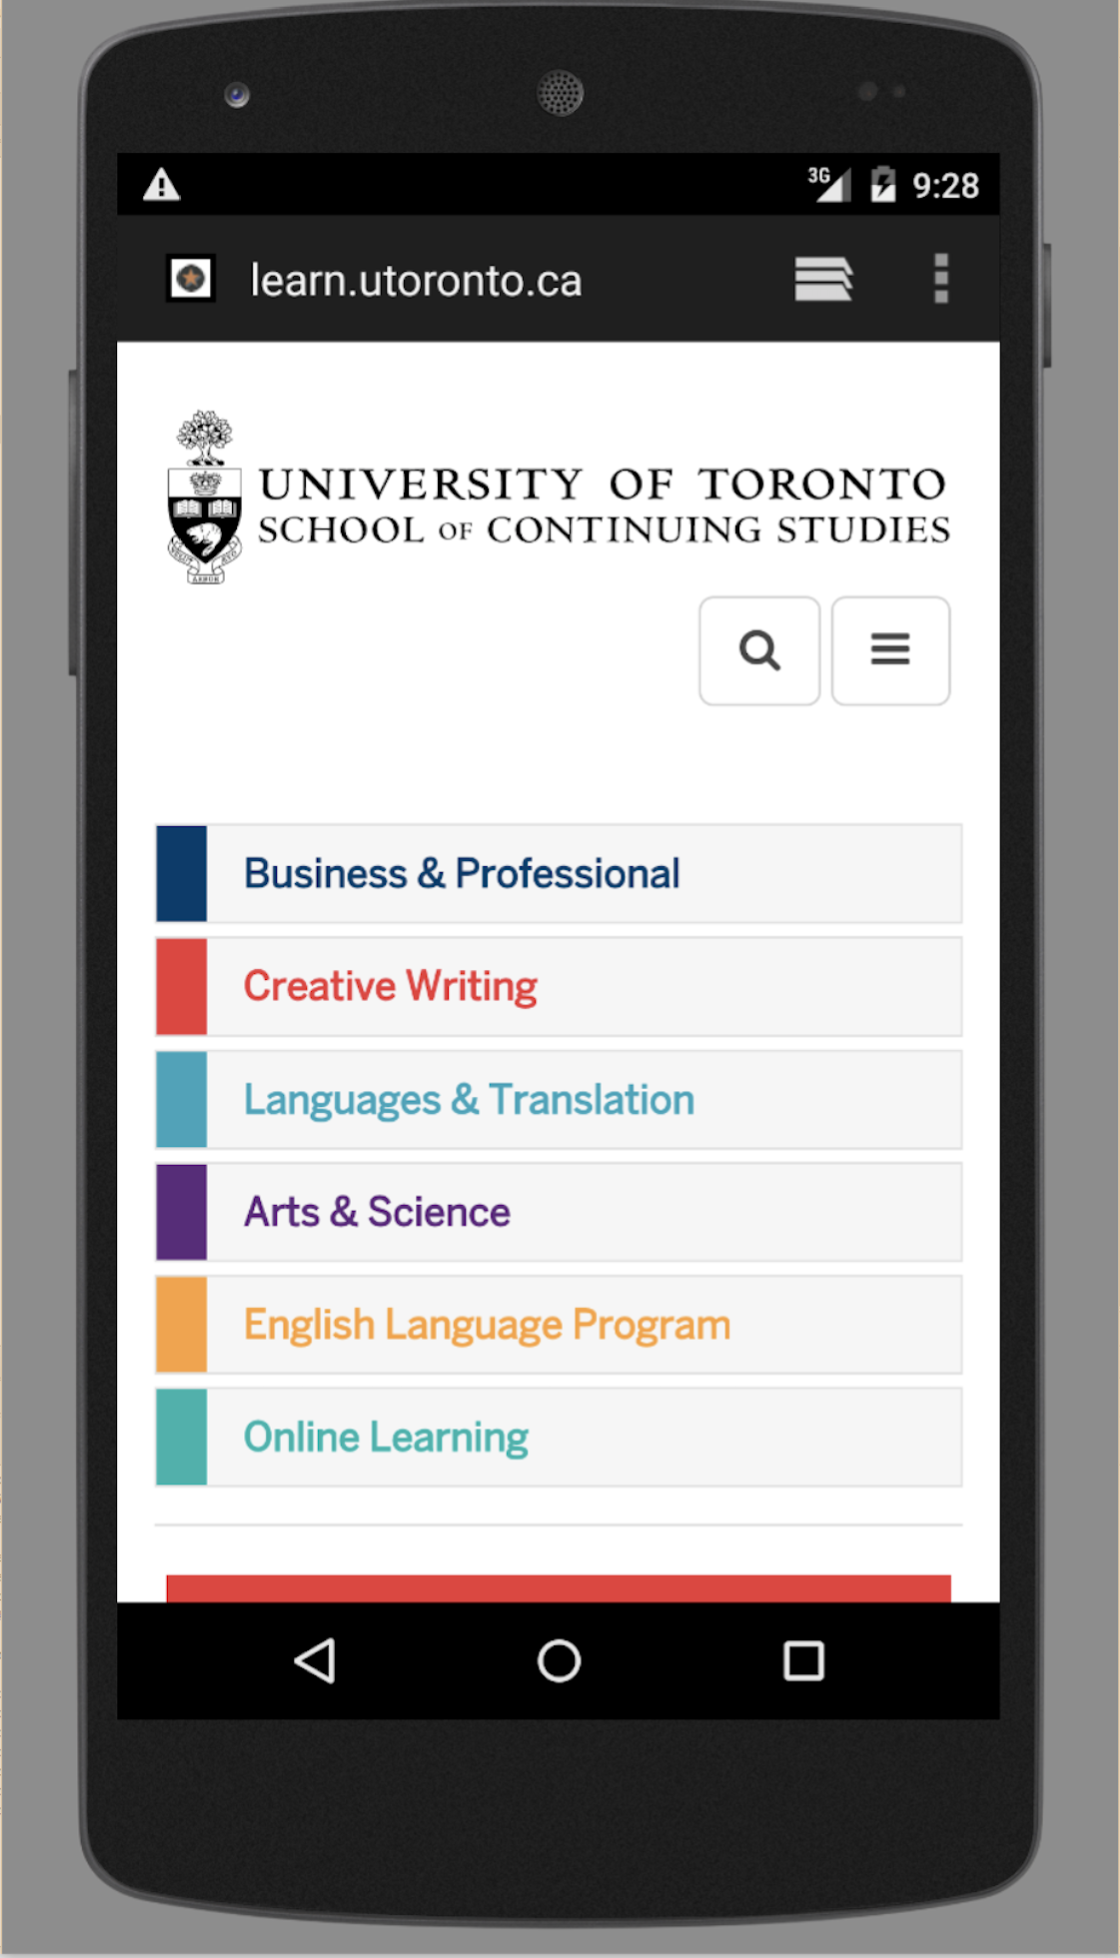 3G 9:28
learn.utoronto.ca
UNIVERSITY OF TORONTO
SCHOOL OF CONTINUING STUDIES
ARBOR
Business & Professional
Creative Writing
Languages & Translation
Arts & Science
English Language Program
Online Learning